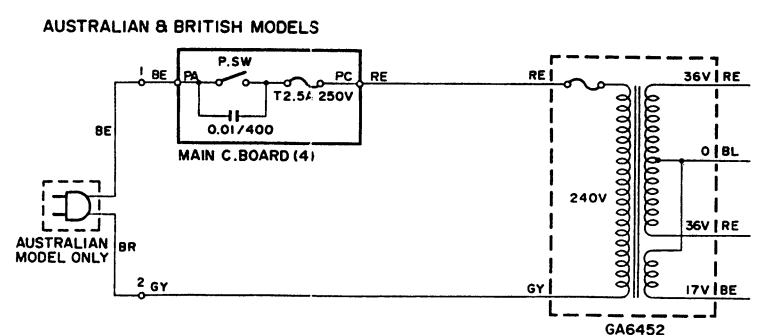 AUSTRALIAN & BRITISH MODELS
P.SW
1 BE PA PC RE RE 36V RE
T2.5A 250V
0.01/400
BE
MAIN C.BOARD (4)
0 BL
240V
AUSTRALIAN
MODEL ONLY
BR
36V RE
2 GY GY 17V BE
GA6452